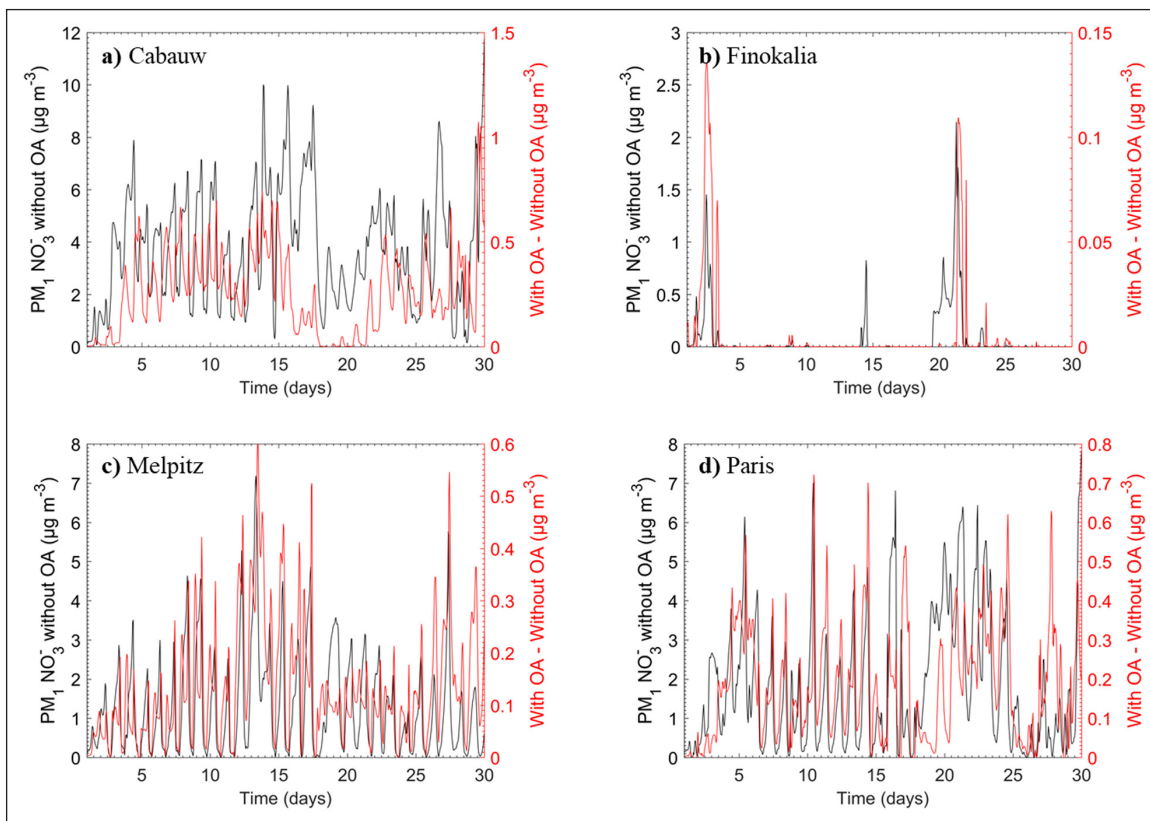 a) Cabauw
PM₁ NO₃⁻ without OA (µg m⁻³)
12
10
8
6
4
2
0
With OA - Without OA (µg m⁻³)
1.5
1
0.5
0
5 10 15 20 25 30
Time (days)
b) Finokalia
PM₁ NO₃⁻ without OA (µg m⁻³)
3
2.5
2
1.5
1
0.5
0
With OA - Without OA (µg m⁻³)
0.15
0.1
0.05
0
5 10 15 20 25 30
Time (days)
c) Melpitz
PM₁ NO₃⁻ without OA (µg m⁻³)
8
7
6
5
4
3
2
1
0
With OA - Without OA (µg m⁻³)
0.6
0.5
0.4
0.3
0.2
0.1
0
5 10 15 20 25 30
Time (days)
d) Paris
PM₁ NO₃⁻ without OA (µg m⁻³)
8
7
6
5
4
3
2
1
0
With OA - Without OA (µg m⁻³)
0.8
0.7
0.6
0.5
0.4
0.3
0.2
0.1
0
5 10 15 20 25 30
Time (days)